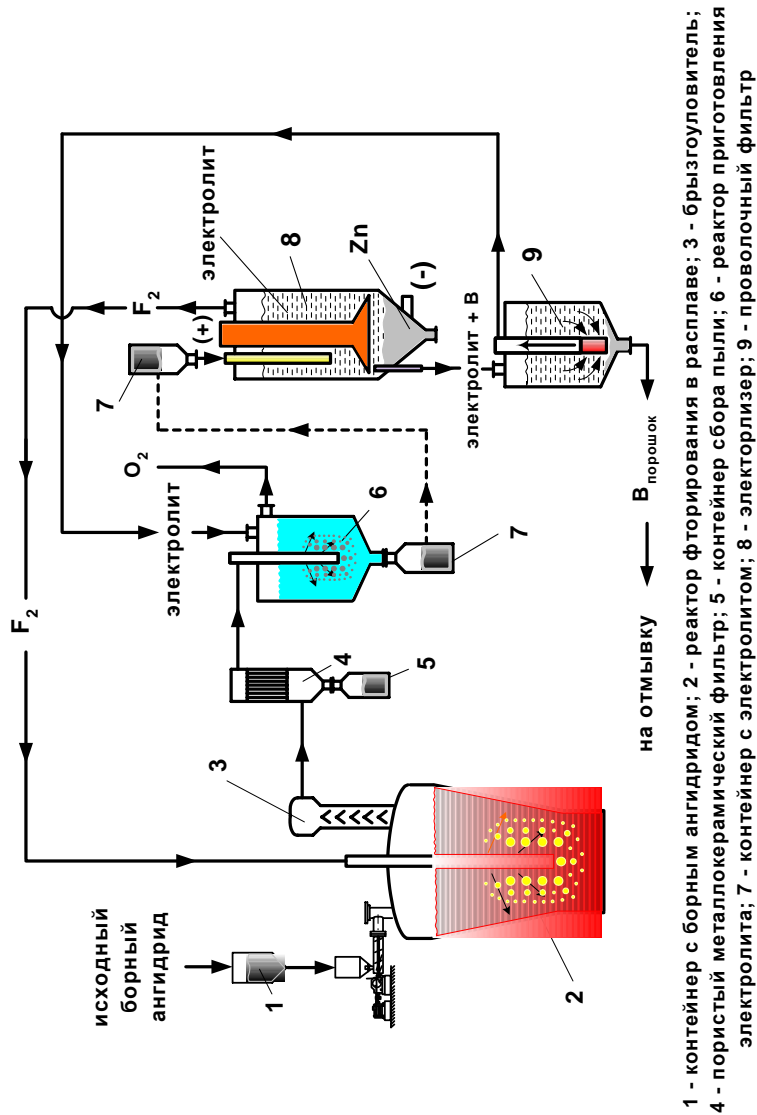 F2
исходный
борный
ангидрид
7
O2
F2
электролит
(+)
электролит
3
8
1
4
6
Zn
5
7
(-)
электролит + В
9
2
Впорошок
на отмывку
1 - контейнер с борным ангидридом; 2 - реактор фторирования в расплаве; 3 - брызгоуловитель;
4 - пористый металлокерамический фильтр; 5 - контейнер сбора пыли; 6 - реактор приготовления
электролита; 7 - контейнер с электролитом; 8 - электорлизер; 9 - проволочный фильтр